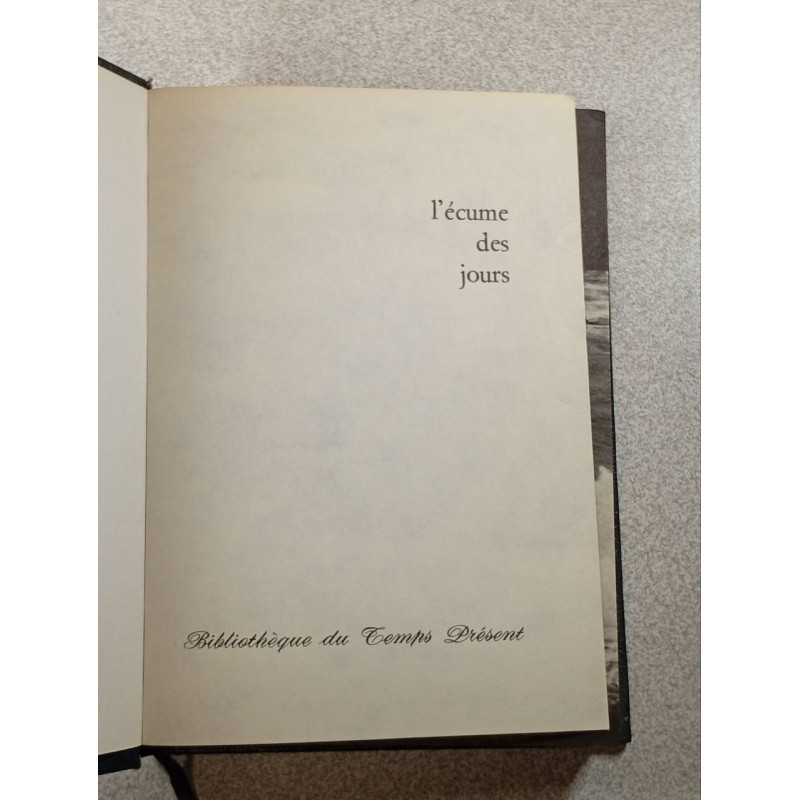 l'écume
des
jours
Bibliothèque du Temps Présent